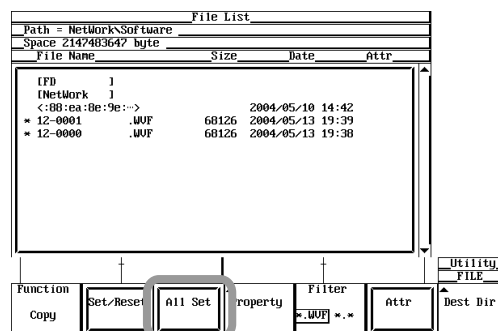 File List
Path = NetWork\Software
Space 2147483647 byte
File Name Size Date Attr
[FD ]
[NetWork ]
<:88:ea:8e:9e:…> 2004/05/10 14:42
* 12-0001 .WVF 68126 2004/05/13 19:39
* 12-0000 .WVF 68126 2004/05/13 19:38
Utility
FILE
Function
Copy
Set/Reset
All Set
Property
Filter
*.WVF *.*
Attr
Dest Dir